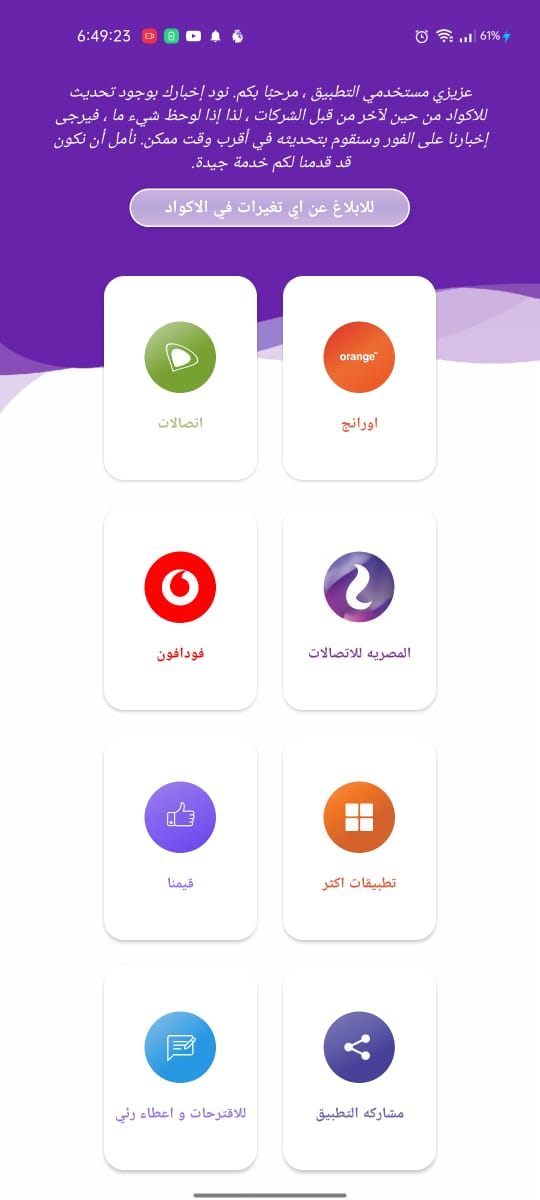 6:49:23
61%
عزيزي مستخدمي التطبيق ، مرحبًا بكم. نود إخبارك بوجود تحديث
للاكواد من حين لآخر من قبل الشركات ، لذا إذا لوحظ شيء ما ، فيرجى
إخبارنا على الفور وسنقوم بتحديثه في أقرب وقت ممكن. نأمل أن نكون
قد قدمنا لكم خدمة جيدة.
للابلاغ عن اي تغيرات في الاكواد
orange™
اورانج
اتصالات
المصريه للاتصالات
فودافون
تطبيقات اكثر
قيمنا
مشاركه التطبيق
للاقترحات و اعطاء رئي